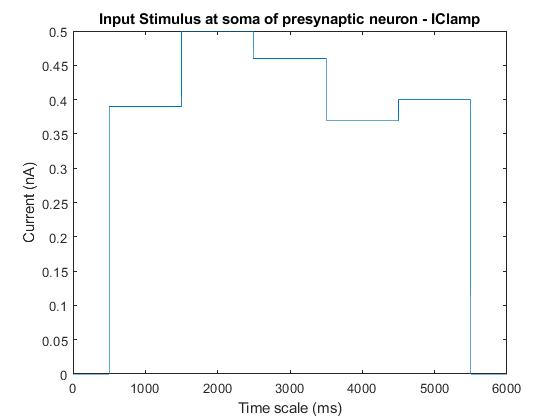 Input Stimulus at soma of presynaptic neuron - IClamp
0.5
0.45
0.4
0.35
0.3
0.25
0.2
0.15
0.1
0.05
0
Current (nA)
0 1000 2000 3000 4000 5000 6000
Time scale (ms)